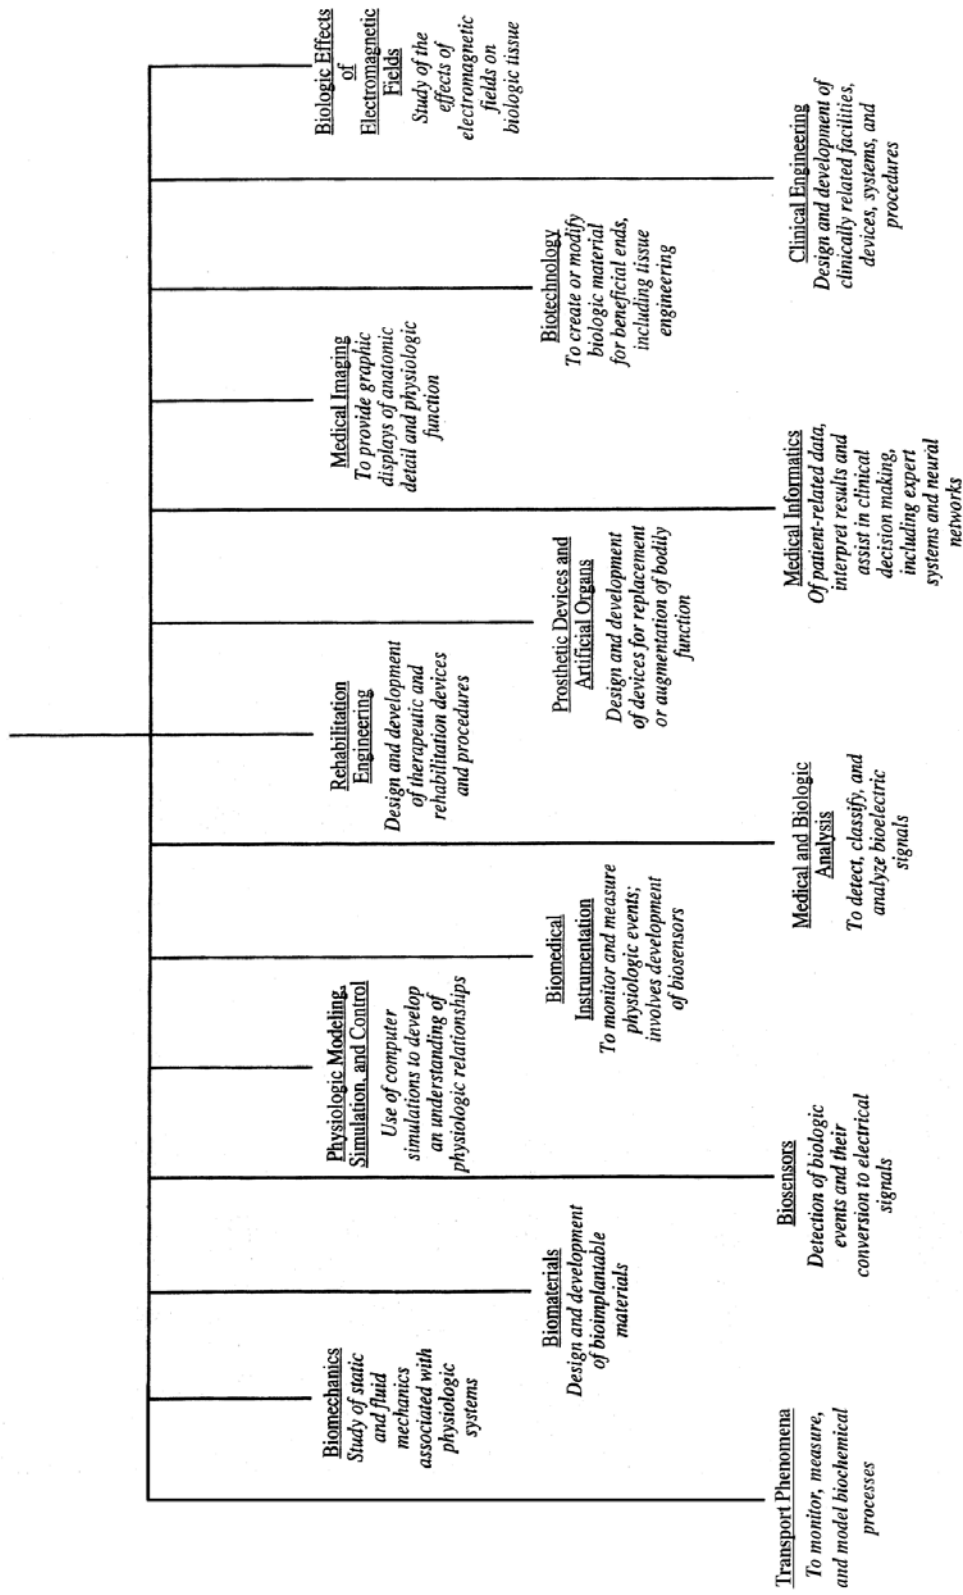 Biomechanics
Study of static
and fluid
mechanics
associated with
physiologic
systems
Physiologic Modeling,
Simulation, and Control
Use of computer
simulations to develop
an understanding of
physiologic relationships
Rehabilitation
Engineering
Design and development
of therapeutic and
rehabilitation devices
and procedures
Medical Imaging
To provide graphic
displays of anatomic
detail and physiologic
function
Biologic Effects
of
Electromagnetic
Fields
Study of the
effects of
electromagnetic
fields on
biologic tissue
Biomaterials
Design and development
of bioimplantable
materials
Biomedical
Instrumentation
To monitor and measure
physiologic events;
involves development
of biosensors
Prosthetic Devices and
Artificial Organs
Design and development
of devices for replacement
or augmentation of bodily
function
Biotechnology
To create or modify
biologic material
for beneficial ends,
including tissue
engineering
Transport Phenomena
To monitor, measure,
and model biochemical
processes
Biosensors
Detection of biologic
events and their
conversion to electrical
signals
Medical and Biologic
Analysis
To detect, classify, and
analyze bioelectric
signals
Medical Informatics
Of patient-related data,
interpret results and
assist in clinical
decision making,
including expert
systems and neural
networks
Clinical Engineering
Design and development of
clinically related facilities,
devices, systems, and
procedures